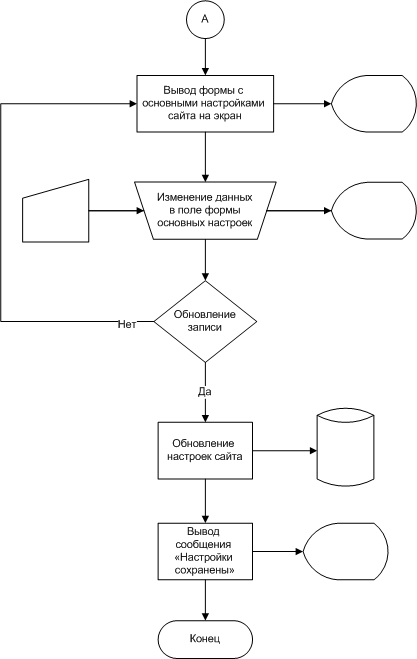 А
Вывод формы с
основными настройками
сайта на экран
Изменение данных
в поле формы
основных настроек
Обновление
записи
Нет
Да
Обновление
настроек сайта
Вывод
сообщения
«Настройки
сохранены»
Конец